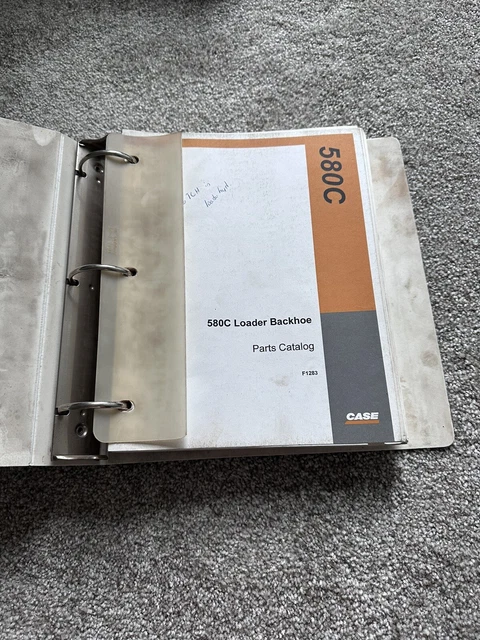 580C
580C Loader Backhoe
Parts Catalog
F1283
CASE